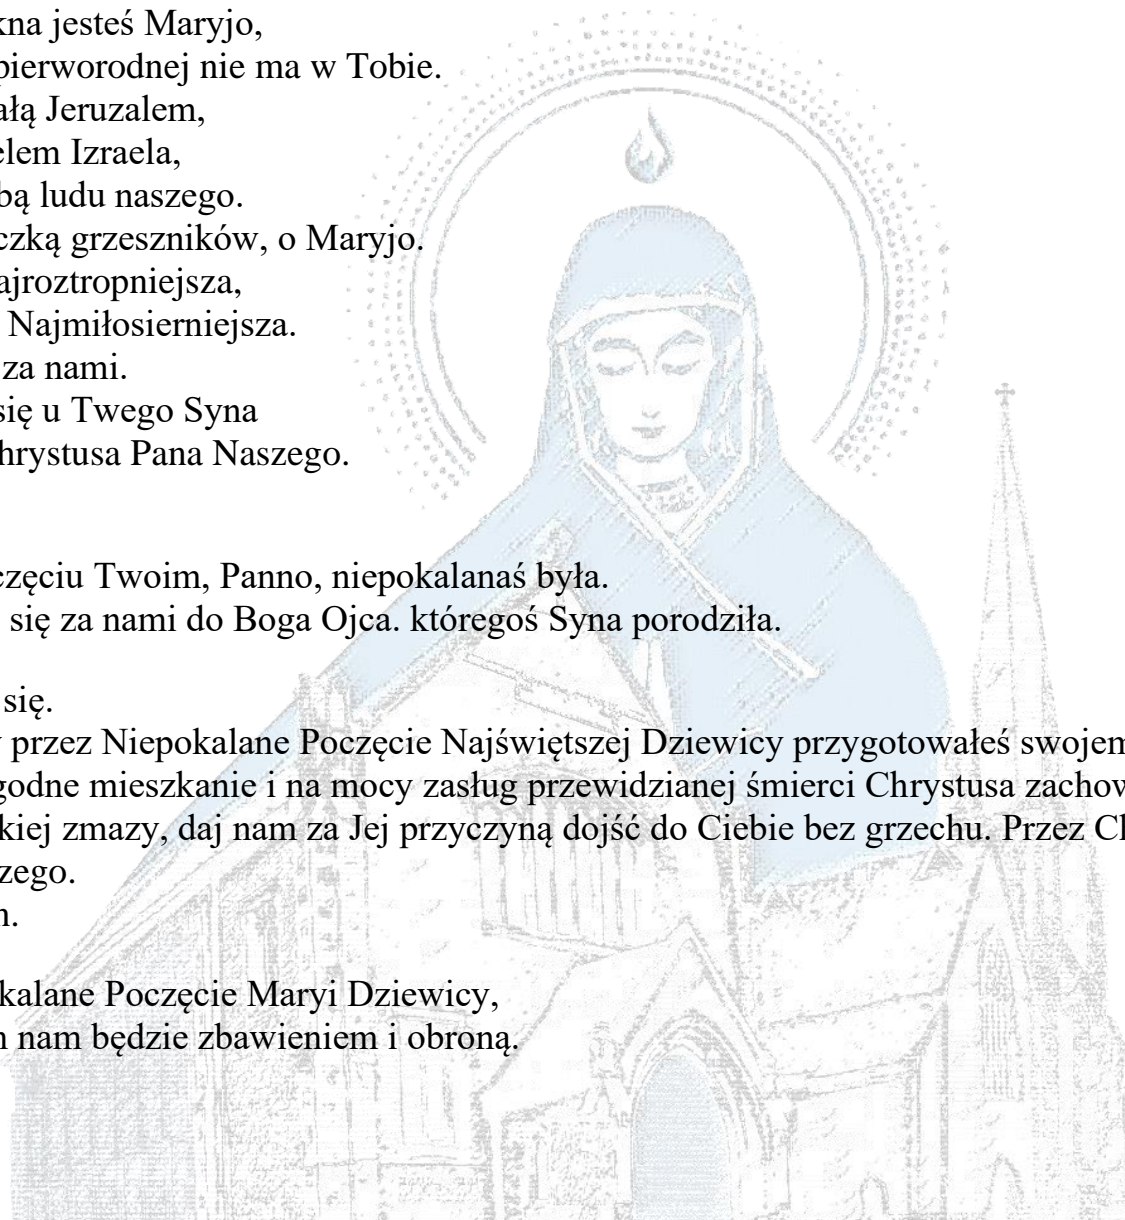 kna jesteś Maryjo,
pierworodnej nie ma w Tobie.
ałą Jeruzalem,
elem Izraela,
bą ludu naszego.
czką grzeszników, o Maryjo.
ajroztropniejsza,
Najmiłosierniejsza.
za nami.
się u Twego Syna
hrystusa Pana Naszego.
częciu Twoim, Panno, niepokalanaś była.
się za nami do Boga Ojca. któregoś Syna porodziła.
się.
y przez Niepokalane Poczęcie Najświętszej Dziewicy przygotowałeś swojem
godne mieszkanie i na mocy zasług przewidzianej śmierci Chrystusa zachow
kiej zmazy, daj nam za Jej przyczyną dojść do Ciebie bez grzechu. Przez Ch
zego.
n.
kalane Poczęcie Maryi Dziewicy,
n nam będzie zbawieniem i obroną.